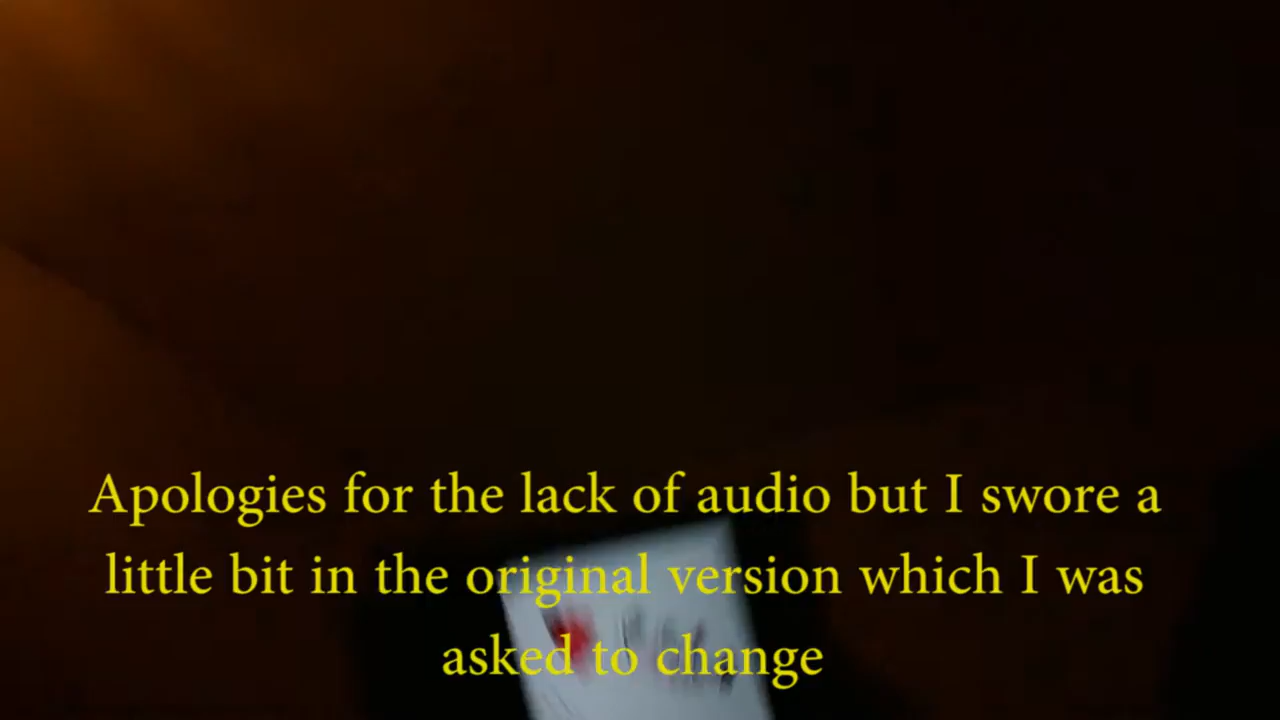 Apologies for the lack of audio but I swore a
little bit in the original version which I was
asked to change